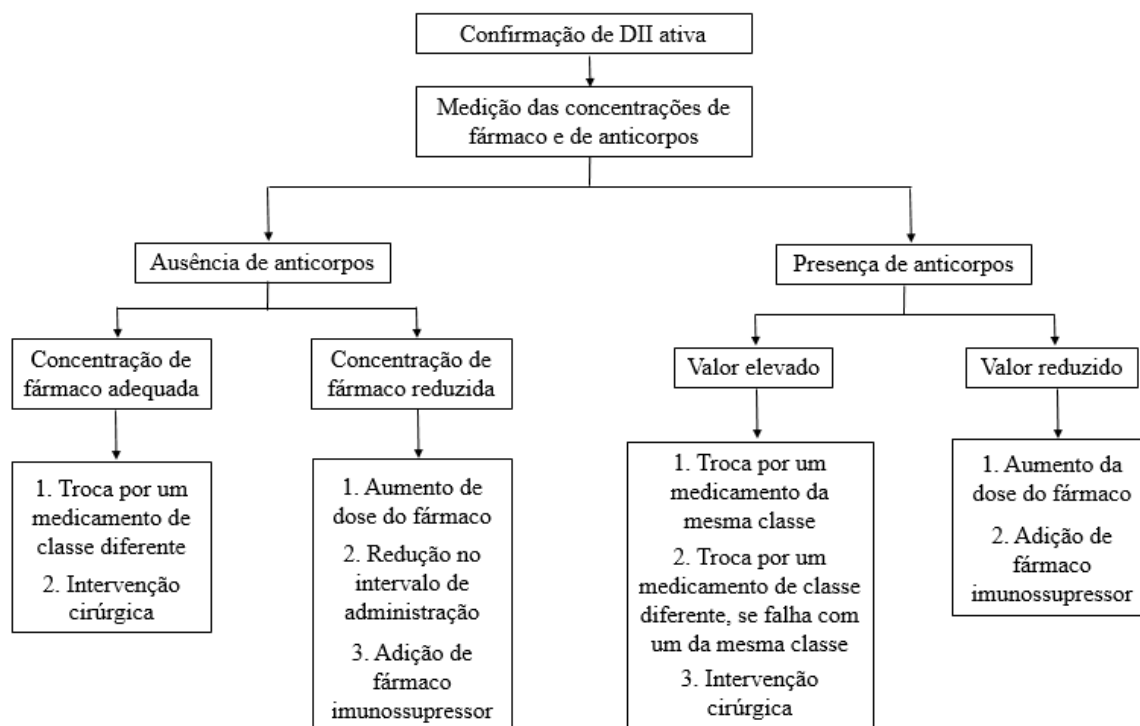 Confirmação de DII ativa
Medição das concentrações de
fármaco e de anticorpos
Ausência de anticorpos
Presença de anticorpos
Concentração de
fármaco adequada
Concentração de
fármaco reduzida
Valor elevado
Valor reduzido
1. Troca por um
medicamento de
classe diferente
2. Intervenção
cirúrgica
1. Aumento de
dose do fármaco
2. Redução no
intervalo de
administração
3. Adição de
fármaco
imunossupressor
1. Troca por um
medicamento da
mesma classe
2. Troca por um
medicamento de classe
diferente, se falha com
um da mesma classe
3. Intervenção
cirúrgica
1. Aumento da
dose do fármaco
2. Adição de
fármaco
imunossupressor